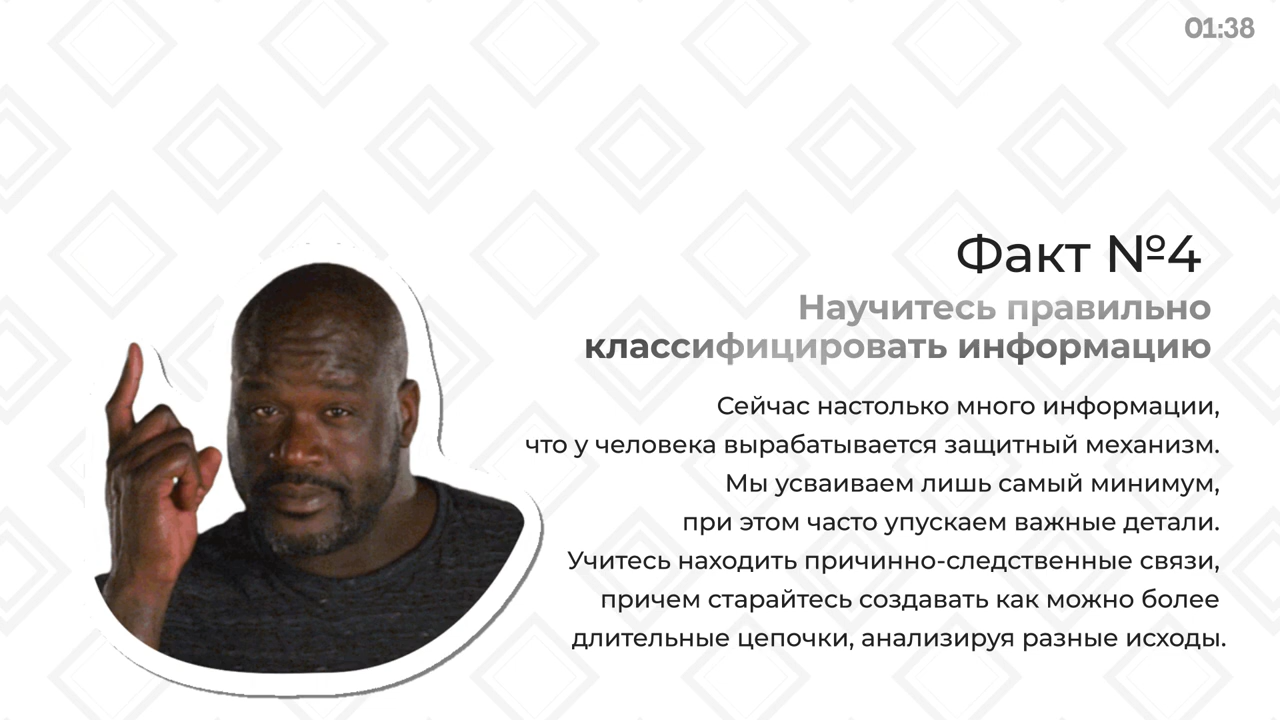 01:38
Факт №4
Научитесь правильно
классифицировать информацию
Сейчас настолько много информации,
что у человека вырабатывается защитный механизм.
Мы усваиваем лишь самый минимум,
при этом часто упускаем важные детали.
Учитесь находить причинно-следственные связи,
причем старайтесь создавать как можно более
длительные цепочки, анализируя разные исходы.